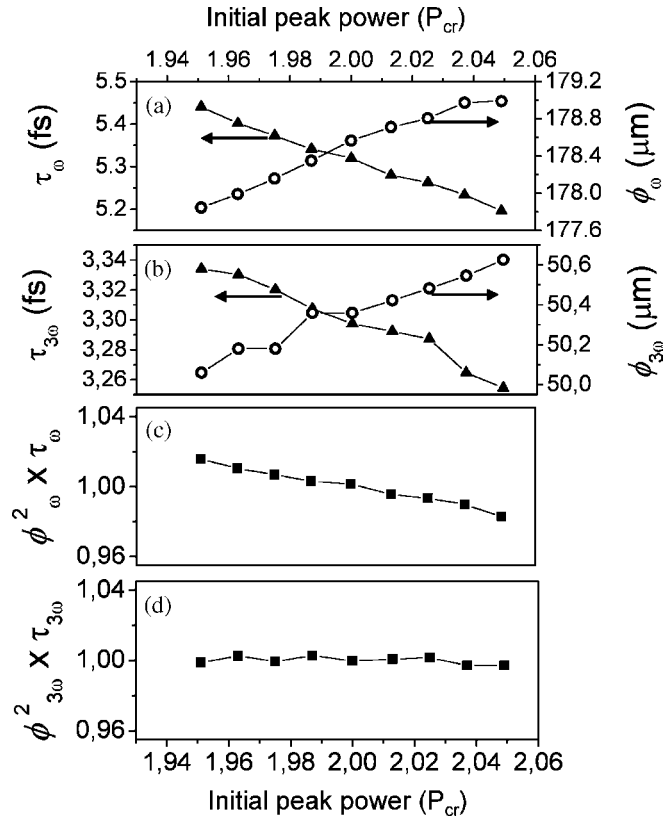 Initial peak power (P_cr)
1.94 1.96 1.98 2.00 2.02 2.04 2.06
(a)
5.5
5.4
5.3
5.2
τ_ω (fs)
179.2
178.8
178.4
178.0
177.6
ϕ_ω (μm)
(b)
3,34
3,32
3,30
3,28
3,26
τ_3ω (fs)
50,6
50,4
50,2
50,0
ϕ_3ω (μm)
(c)
1,04
1,00
0,96
ϕ²_ω X τ_ω
(d)
1,04
1,00
0,96
ϕ²_3ω X τ_3ω
1,94 1,96 1,98 2,00 2,02 2,04 2,06
Initial peak power (P_cr)